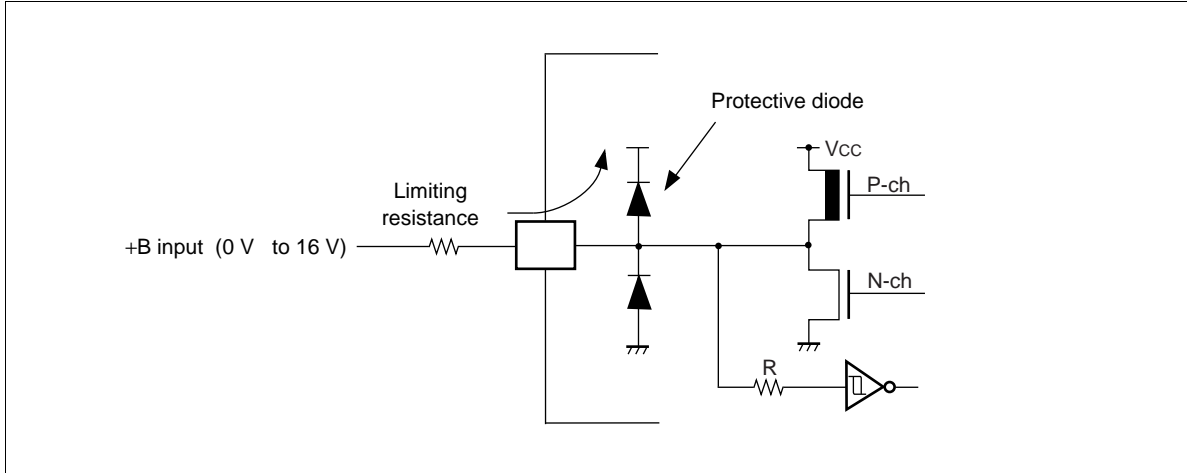 Protective diode
VCC
P-ch
Limiting
resistance
+B input (0 V to 16 V)
N-ch
R